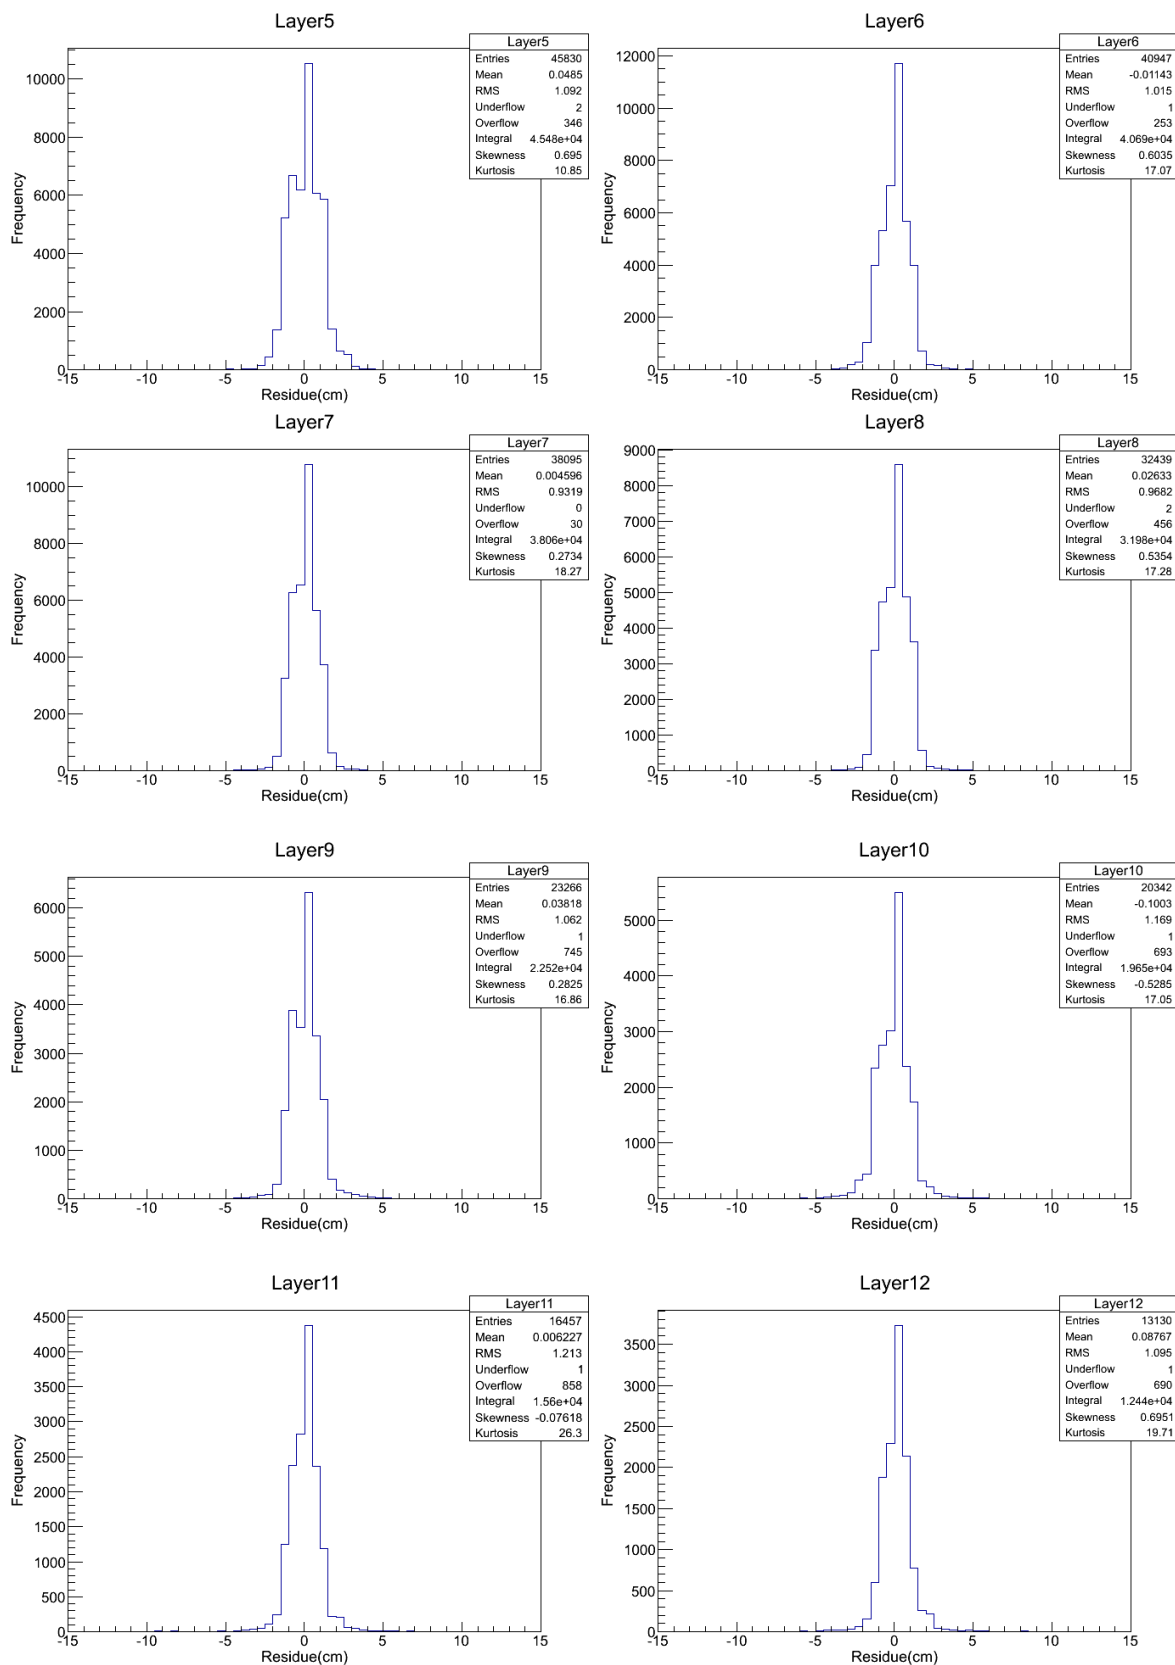 Layer5
Layer5
Entries 45830
Mean 0.0485
RMS 1.092
Underflow 2
Overflow 346
Integral 4.548e+04
Skewness 0.695
Kurtosis 10.85
Frequency
10000
8000
6000
4000
2000
0
-15 -10 -5 0 5 10 15
Residue(cm)
Layer6
Layer6
Entries 40947
Mean -0.01143
RMS 1.015
Underflow 1
Overflow 253
Integral 4.069e+04
Skewness 0.6035
Kurtosis 17.07
Frequency
12000
10000
8000
6000
4000
2000
0
-15 -10 -5 0 5 10 15
Residue(cm)
Layer7
Layer7
Entries 38095
Mean 0.004596
RMS 0.9319
Underflow 0
Overflow 30
Integral 3.806e+04
Skewness 0.2734
Kurtosis 18.27
Frequency
10000
8000
6000
4000
2000
0
-15 -10 -5 0 5 10 15
Residue(cm)
Layer8
Layer8
Entries 32439
Mean 0.02633
RMS 0.9682
Underflow 2
Overflow 456
Integral 3.198e+04
Skewness 0.5354
Kurtosis 17.28
Frequency
9000
8000
7000
6000
5000
4000
3000
2000
1000
0
-15 -10 -5 0 5 10 15
Residue(cm)
Layer9
Layer9
Entries 23266
Mean 0.03818
RMS 1.062
Underflow 1
Overflow 745
Integral 2.252e+04
Skewness 0.2825
Kurtosis 16.86
Frequency
6000
5000
4000
3000
2000
1000
0
-15 -10 -5 0 5 10 15
Residue(cm)
Layer10
Layer10
Entries 20342
Mean -0.1003
RMS 1.169
Underflow 1
Overflow 693
Integral 1.965e+04
Skewness -0.5285
Kurtosis 17.05
Frequency
5000
4000
3000
2000
1000
0
-15 -10 -5 0 5 10 15
Residue(cm)
Layer11
Layer11
Entries 16457
Mean 0.006227
RMS 1.213
Underflow 1
Overflow 858
Integral 1.56e+04
Skewness -0.07618
Kurtosis 26.3
Frequency
4500
4000
3500
3000
2500
2000
1500
1000
500
0
-15 -10 -5 0 5 10 15
Residue(cm)
Layer12
Layer12
Entries 13130
Mean 0.08767
RMS 1.095
Underflow 1
Overflow 690
Integral 1.244e+04
Skewness 0.6951
Kurtosis 19.71
Frequency
3500
3000
2500
2000
1500
1000
500
0
-15 -10 -5 0 5 10 15
Residue(cm)